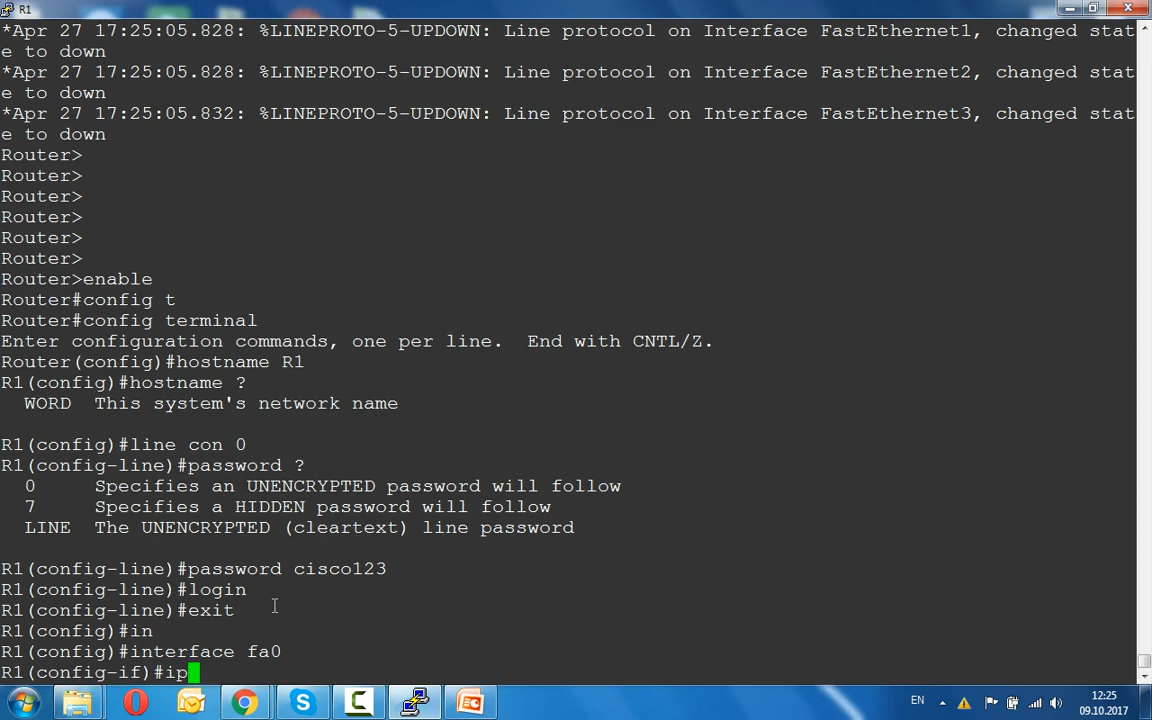 R1
*Apr 27 17:25:05.828: %LINEPROTO-5-UPDOWN: Line protocol on Interface FastEthernet1, changed stat
e to down
*Apr 27 17:25:05.828: %LINEPROTO-5-UPDOWN: Line protocol on Interface FastEthernet2, changed stat
e to down
*Apr 27 17:25:05.832: %LINEPROTO-5-UPDOWN: Line protocol on Interface FastEthernet3, changed stat
e to down
Router>
Router>
Router>
Router>
Router>
Router>
Router>enable
Router#config t
Router#config terminal
Enter configuration commands, one per line.  End with CNTL/Z.
Router(config)#hostname R1
R1(config)#hostname ?
  WORD  This system's network name
R1(config)#line con 0
R1(config-line)#password ?
  0     Specifies an UNENCRYPTED password will follow
  7     Specifies a HIDDEN password will follow
  LINE  The UNENCRYPTED (cleartext) line password
R1(config-line)#password cisco123
R1(config-line)#login
R1(config-line)#exit
R1(config)#in
R1(config)#interface fa0
R1(config-if)#ip
EN
12:25
09.10.2017